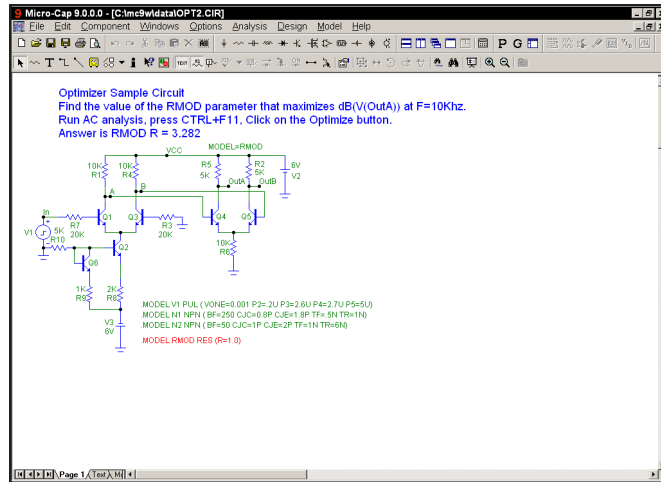 Micro-Cap 9.0.0.0 - [C:\mc9w\data\OPT2.CIR]
File Edit Component Windows Options Analysis Design Model Help
Optimizer Sample Circuit
Find the value of the RMOD parameter that maximizes dB(V(OutA)) at F=10Khz.
Run AC analysis, press CTRL+F11, Click on the Optimize button.
Answer is RMOD R = 3.282
VCC
MODEL=RMOD
10K R1
10K R4
R5 5K
R2 5K
6V V2
OutA
OutB
A
B
In
V1
5K R10
R7 20K
Q1
Q3
R3 20K
Q4
Q5
Q2
Q6
10K R6
1K R9
2K R8
V3 6V
.MODEL V1 PUL ( VONE=0.001 P2=.2U P3=2.6U P4=2.7U P5=5U)
.MODEL N1 NPN ( BF=250 CJC=0.8P CJE=1.8P TF=.5N TR=1N)
.MODEL N2 NPN ( BF=50 CJC=1P CJE=2P TF=1N TR=6N)
.MODEL RMOD RES (R=1.0)
Page 1
Text